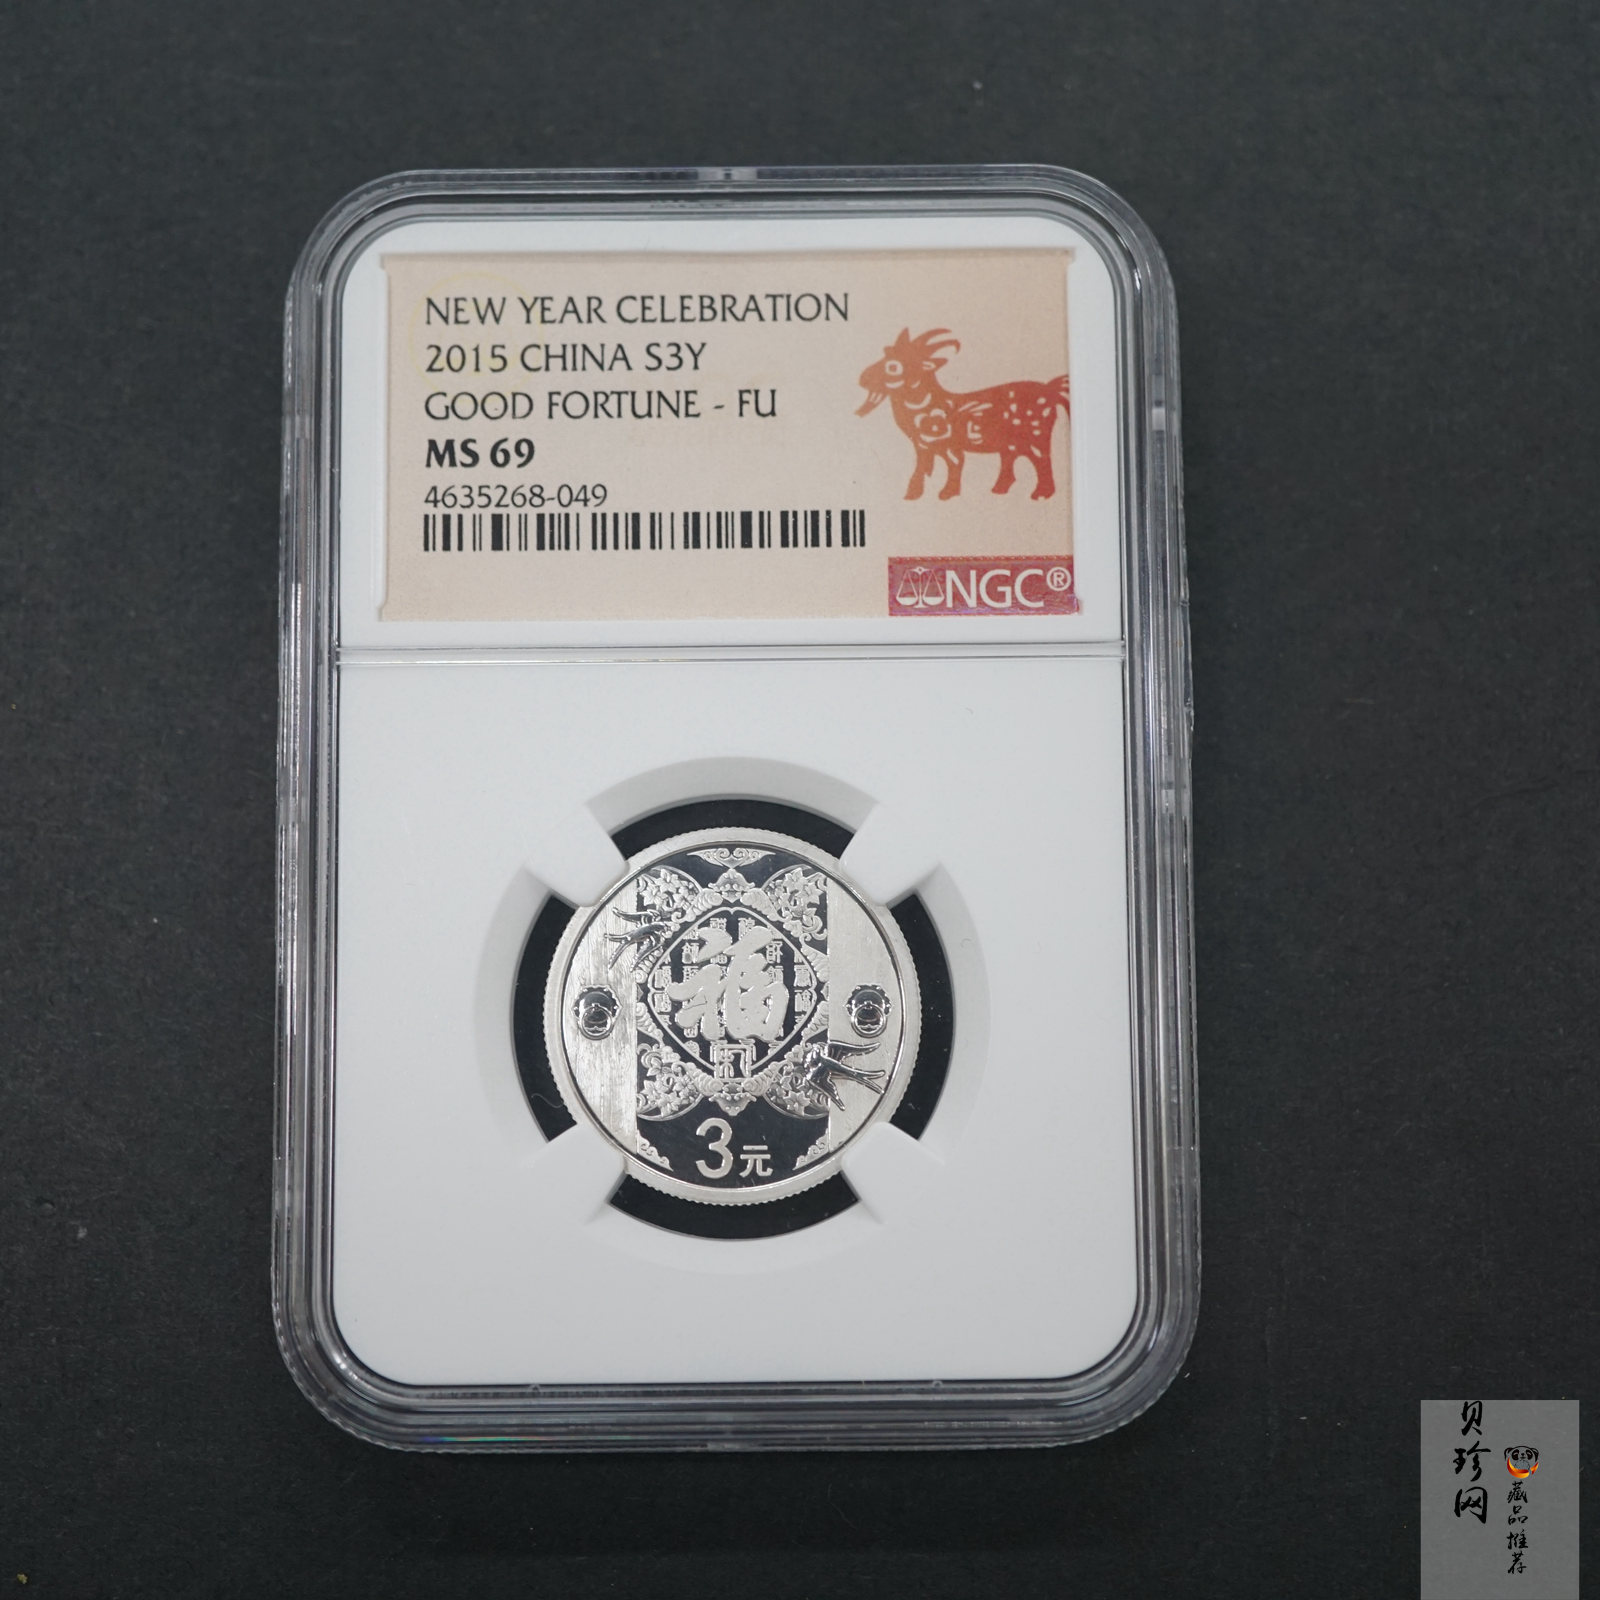 NEW YEAR CELEBRATION
2015 CHINA S3Y
GOOD FORTUNE - FU
MS 69
4635268-049
NGC®
福
3元
贝珍网
藏品推荐